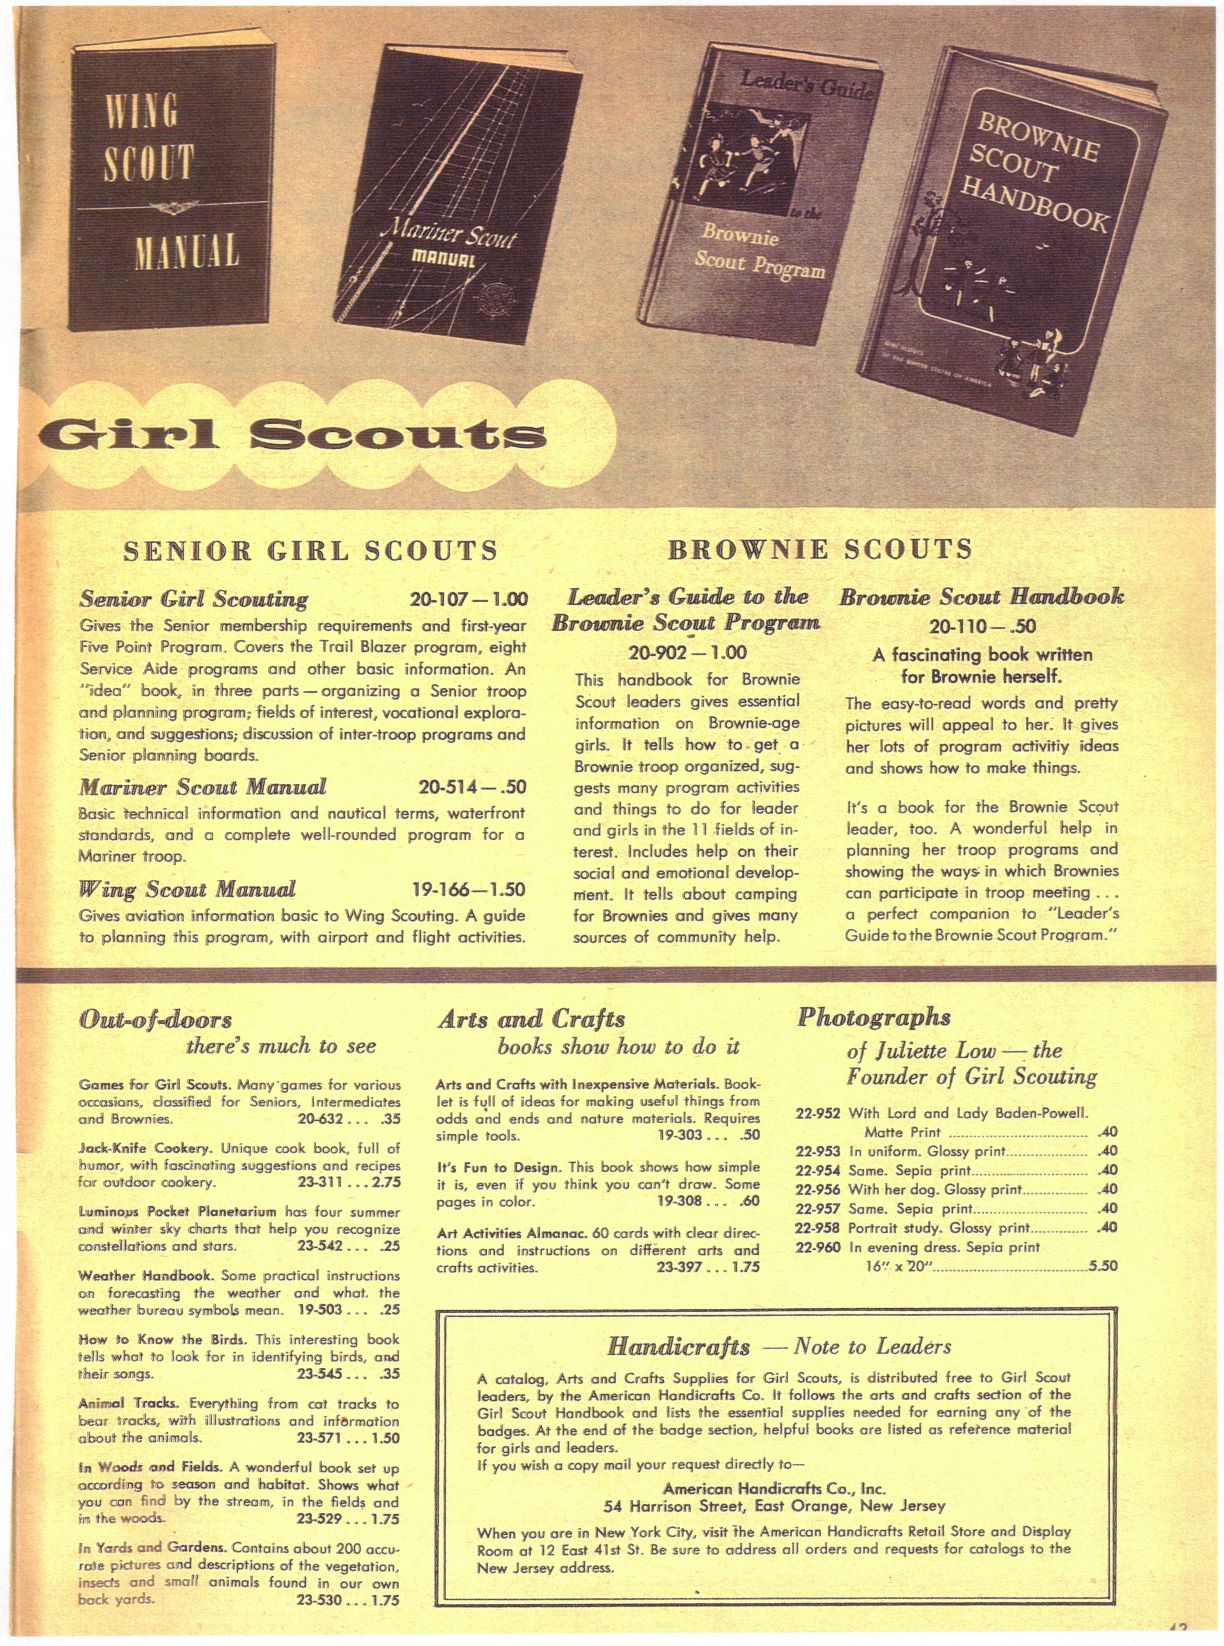 WING
SCOUT
MANUAL
Mariner Scout
MANUAL
Leader's Guide
to the
Brownie
Scout Program
BROWNIE
SCOUT
HANDBOOK
GIRL SCOUTS
OF THE UNITED STATES OF AMERICA
Girl Scouts
SENIOR GIRL SCOUTS
Senior Girl Scouting 20-107 — 1.00
Gives the Senior membership requirements and first-year
Five Point Program. Covers the Trail Blazer program, eight
Service Aide programs and other basic information. An
"idea" book, in three parts — organizing a Senior troop
and planning program; fields of interest, vocational explora-
tion, and suggestions; discussion of inter-troop programs and
Senior planning boards.
Mariner Scout Manual 20-514 — .50
Basic technical information and nautical terms, waterfront
standards, and a complete well-rounded program for a
Mariner troop.
Wing Scout Manual 19-166—1.50
Gives aviation information basic to Wing Scouting. A guide
to planning this program, with airport and flight activities.
BROWNIE SCOUTS
Leader's Guide to the
Brownie Scout Program
20-902 — 1.00
This handbook for Brownie
Scout leaders gives essential
information on Brownie-age
girls. It tells how to get a
Brownie troop organized, sug-
gests many program activities
and things to do for leader
and girls in the 11 fields of in-
terest. Includes help on their
social and emotional develop-
ment. It tells about camping
for Brownies and gives many
sources of community help.
Brownie Scout Handbook
20-110 — .50
A fascinating book written
for Brownie herself.
The easy-to-read words and pretty
pictures will appeal to her. It gives
her lots of program activitiy ideas
and shows how to make things.
It's a book for the Brownie Scout
leader, too. A wonderful help in
planning her troop programs and
showing the ways in which Brownies
can participate in troop meeting . . .
a perfect companion to "Leader's
Guide to the Brownie Scout Program."
Out-of-doors
there's much to see
Games for Girl Scouts. Many games for various
occasions, classified for Seniors, Intermediates
and Brownies. 20-632 . . . .35
Jack-Knife Cookery. Unique cook book, full of
humor, with fascinating suggestions and recipes
for outdoor cookery. 23-311 . . . 2.75
Luminous Pocket Planetarium has four summer
and winter sky charts that help you recognize
constellations and stars. 23-542 . . . .25
Weather Handbook. Some practical instructions
on forecasting the weather and what the
weather bureau symbols mean. 19-503 . . . .25
How to Know the Birds. This interesting book
tells what to look for in identifying birds, and
their songs. 23-545 . . . .35
Animal Tracks. Everything from cat tracks to
bear tracks, with illustrations and information
about the animals. 23-571 . . . 1.50
In Woods and Fields. A wonderful book set up
according to season and habitat. Shows what
you can find by the stream, in the fields and
in the woods. 23-529 . . . 1.75
In Yards and Gardens. Contains about 200 accu-
rate pictures and descriptions of the vegetation,
insects and small animals found in our own
back yards. 23-530 . . . 1.75
Arts and Crafts
books show how to do it
Arts and Crafts with Inexpensive Materials. Book-
let is full of ideas for making useful things from
odds and ends and nature materials. Requires
simple tools. 19-303 . . . .50
It's Fun to Design. This book shows how simple
it is, even if you think you can't draw. Some
pages in color. 19-308 . . . .60
Art Activities Almanac. 60 cards with clear direc-
tions and instructions on different arts and
crafts activities. 23-397 . . . 1.75
Photographs
of Juliette Low — the
Founder of Girl Scouting
22-952 With Lord and Lady Baden-Powell.
Matte Print .................................. .40
22-953 In uniform. Glossy print.................... .40
22-954 Same. Sepia print............................ .40
22-956 With her dog. Glossy print................ .40
22-957 Same. Sepia print............................ .40
22-958 Portrait study. Glossy print.............. .40
22-960 In evening dress. Sepia print
16" x 20"......................................5.50
Handicrafts — Note to Leaders
A catalog, Arts and Crafts Supplies for Girl Scouts, is distributed free to Girl Scout
leaders, by the American Handicrafts Co. It follows the arts and crafts section of the
Girl Scout Handbook and lists the essential supplies needed for earning any of the
badges. At the end of the badge section, helpful books are listed as reference material
for girls and leaders.
If you wish a copy mail your request directly to—
American Handicrafts Co., Inc.
54 Harrison Street, East Orange, New Jersey
When you are in New York City, visit the American Handicrafts Retail Store and Display
Room at 12 East 41st St. Be sure to address all orders and requests for catalogs to the
New Jersey address.